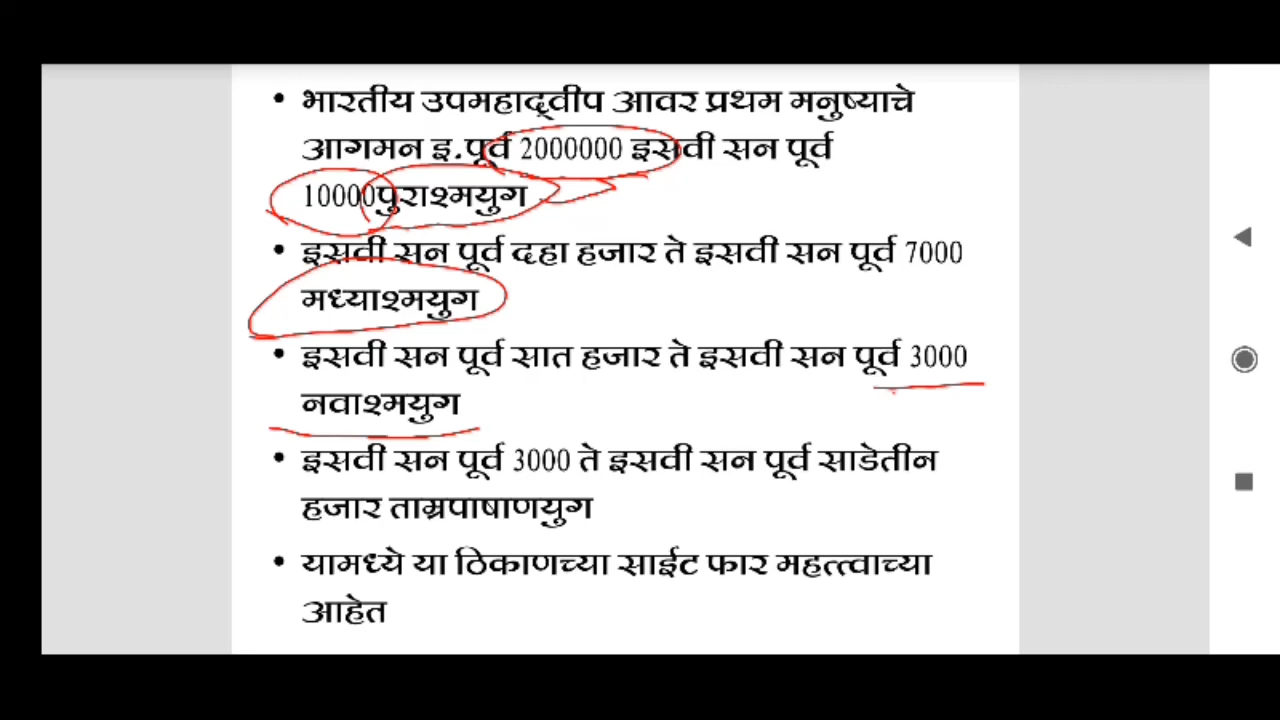 • भारतीय उपमहाद्वीप आवर प्रथम मनुष्याचे
आगमन इ.पूर्व 2000000 इसवी सन पूर्व
10000पुराश्मयुग
• इसवी सन पूर्व दहा हजार ते इसवी सन पूर्व 7000
मध्याश्मयुग
• इसवी सन पूर्व सात हजार ते इसवी सन पूर्व 3000
नवाश्मयुग
• इसवी सन पूर्व 3000 ते इसवी सन पूर्व साडेतीन
हजार ताम्रपाषाणयुग
• यामध्ये या ठिकाणच्या साईट फार महत्त्वाच्या
आहेत